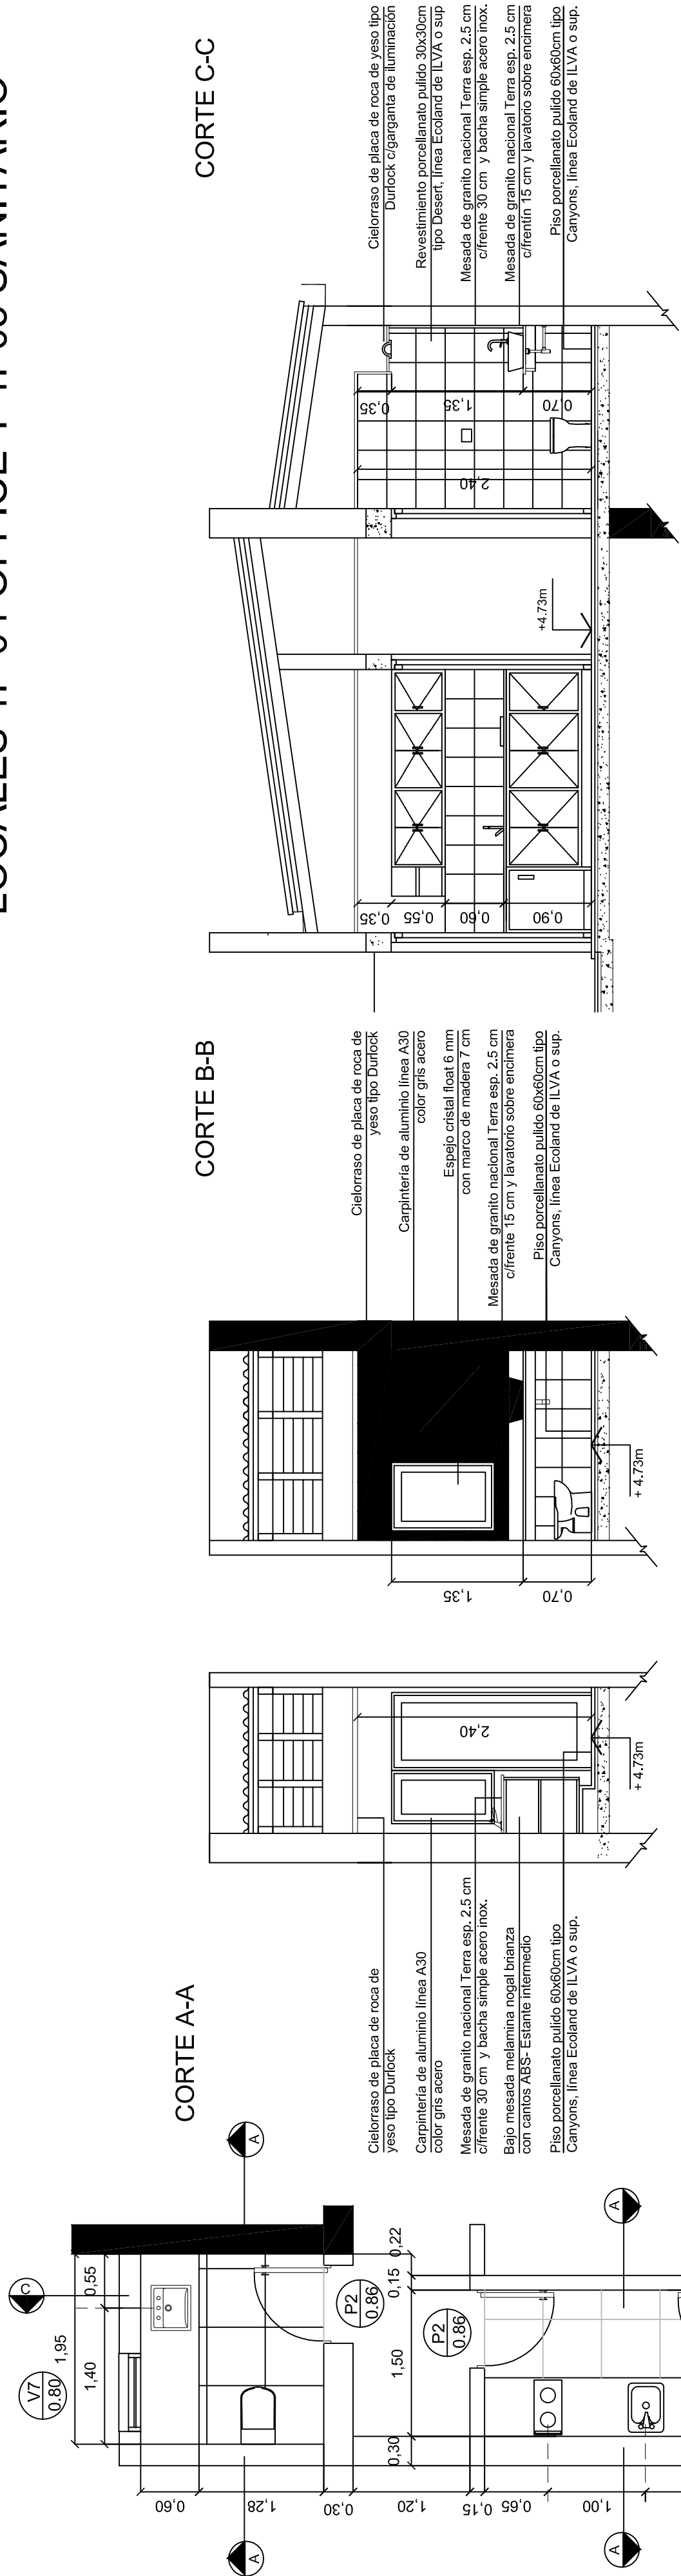 CORTE A-A
Cielorraso de placa de roca de
yeso tipo Durlock
Carpintería de aluminio línea A30
color gris acero
Mesada de granito nacional Terra esp. 2.5 cm
c/frente 30 cm y bacha simple acero inox.
Bajo mesada melamina nogal brianza
con cantos ABS- Estante intermedio
Piso porcellanato pulido 60x60cm tipo
Canyons, línea Ecoland de ILVA o sup.
2,40
+ 4.73m
CORTE B-B
Cielorraso de placa de roca de
yeso tipo Durlock
Carpintería de aluminio línea A30
color gris acero
Espejo cristal float 6 mm
con marco de madera 7 cm
Mesada de granito nacional Terra esp. 2.5 cm
c/frente 15 cm y lavatorio sobre encimera
Piso porcellanato pulido 60x60cm tipo
Canyons, línea Ecoland de ILVA o sup.
1,35
0,70
+ 4.73m
CORTE C-C
Cielorraso de placa de roca de yeso tipo
Durlock c/garganta de iluminación
Revestimiento porcellanato pulido 30x30cm
tipo Desert, línea Ecoland de ILVA o sup
Mesada de granito nacional Terra esp. 2.5 cm
c/frente 30 cm y bacha simple acero inox.
Mesada de granito nacional Terra esp. 2.5 cm
c/frentín 15 cm y lavatorio sobre encimera
Piso porcellanato pulido 60x60cm tipo
Canyons, línea Ecoland de ILVA o sup.
0,35
0,55
0,60
0,90
+4.73m
2,40
0,35
1,35
0,70
C
V7
0.80
1,95
1,40
0,55
A
A
P2
0.86
0,22
0,15
1,50
0,30
P2
0.86
A
A
0,60
1,28
0,30
1,20
0,15
0,65
1,00